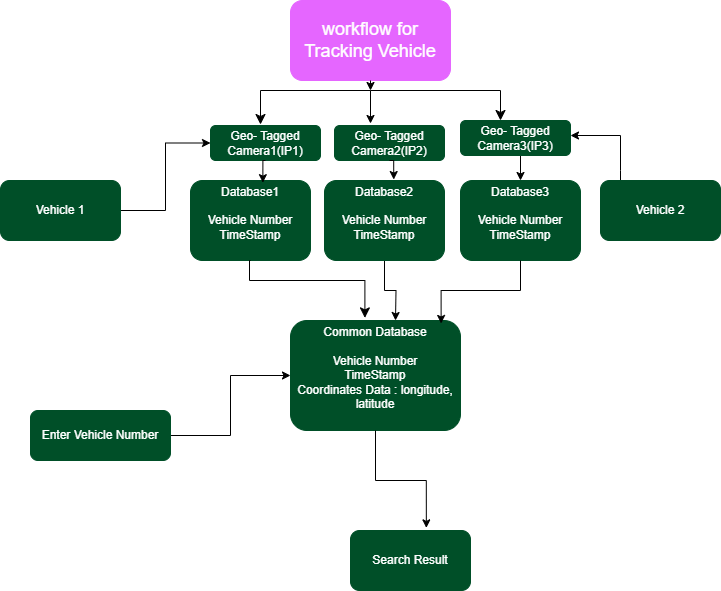 workflow for
Tracking Vehicle
Geo- Tagged
Camera1(IP1)
Geo- Tagged
Camera2(IP2)
Geo- Tagged
Camera3(IP3)
Vehicle 1
Database1
Vehicle Number
TimeStamp
Database2
Vehicle Number
TimeStamp
Database3
Vehicle Number
TimeStamp
Vehicle 2
Common Database
Vehicle Number
TimeStamp
Coordinates Data : longitude,
latitude
Enter Vehicle Number
Search Result